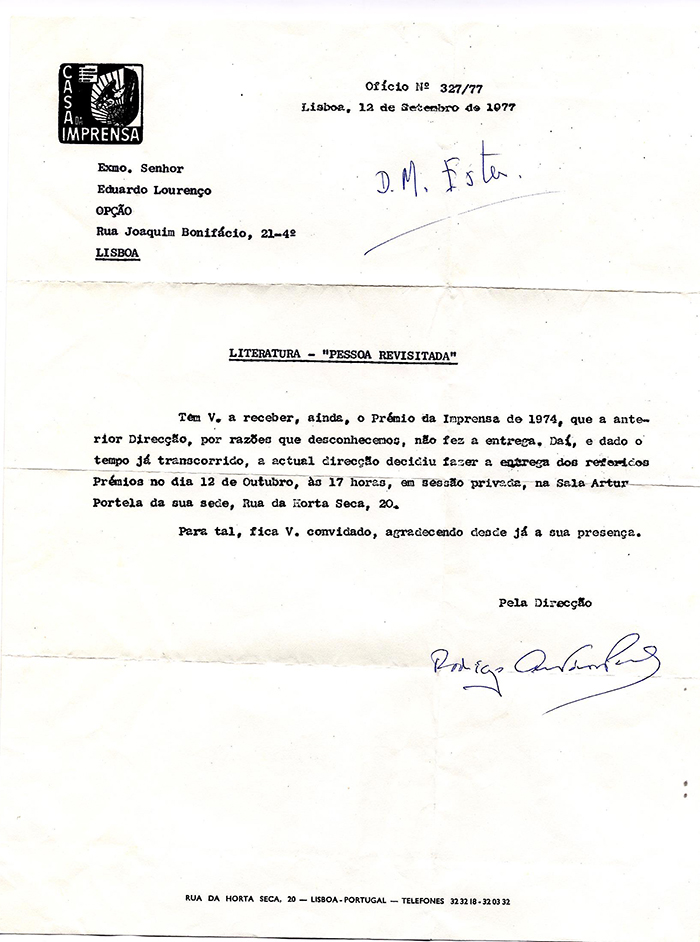 CASA DA IMPRENSA
Ofício Nº 327/77
Lisboa, 12 de Setembro de 1977
D.M. Ester.
Exmo. Senhor
Eduardo Lourenço
OPÇÃO
Rua Joaquim Bonifácio, 21-4º
LISBOA
LITERATURA - "PESSOA REVISITADA"
Têm V. a receber, ainda, o Prémio da Imprensa de 1974, que a ante-
rior Direcção, por razões que desconhecemos, não fez a entrega. Daí, e dado o
tempo já transcorrido, a actual direcção decidiu fazer a entrega dos referidos
Prémios no dia 12 de Outubro, às 17 horas, em sessão privada, na Sala Artur
Portela da sua sede, Rua da Horta Seca, 20.
Para tal, fica V. convidado, agradecendo desde já a sua presença.
Pela Direcção
Rodrigo
RUA DA HORTA SECA, 20 — LISBOA-PORTUGAL — TELEFONES 32 32 18 - 32 03 32